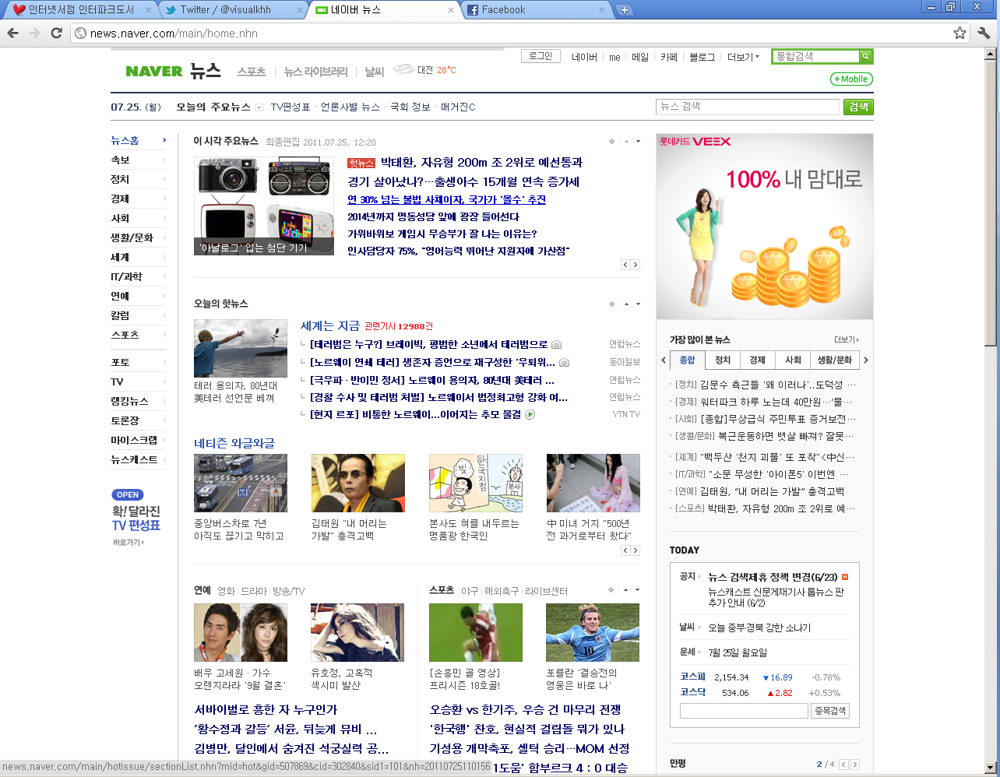 인터넷서점 인터파크도서 -
Twitter / @visualkhh
네이버 뉴스
Facebook
news.naver.com/main/home.nhn
로그인 네이버 me 메일 카페 블로그 더보기 통합검색
NAVER 뉴스 스포츠 뉴스 라이브러리 날씨 대전 28°C
+Mobile
07.25. (월) 오늘의 주요뉴스 TV편성표 · 언론사별 뉴스 · 국회 정보 · 매거진C
뉴스 검색 검색
뉴스홈
속보
정치
경제
사회
생활/문화
세계
IT/과학
연예
칼럼
스포츠
포토
TV
랭킹뉴스
토론장
마이스크랩
뉴스캐스트
OPEN
확! 달라진
TV 편성표
바로가기
이 시각 주요뉴스 최종편집 2011.07.25. 12:20
'아날로그' 입는 첨단 기기
핫뉴스 박태환, 자유형 200m 조 2위로 예선통과
경기 살아났나?…출생아수 15개월 연속 증가세
연 30% 넘는 불법 사채이자, 국가가 '몰수' 추진
2014년까지 명동성당 앞에 광장 들어선다
가위바위보 게임시 무승부가 잘 나는 이유는?
인사담당자 75%, "영어능력 뛰어난 지원자에 가산점"
오늘의 핫뉴스
테러 용의자, 80년대
美테러 선언문 베껴
세계는 지금 관련기사 12988건
[테러범은 누구?] 브레이빅, 평범한 소년에서 테러범으로 연합뉴스
[노르웨이 연쇄 테러] 생존자 증언으로 재구성한 '우퇴위... 동아일보
[극우파·반이민 정서] 노르웨이 용의자, 80년대 美테러 ... 연합뉴스
[경찰 수사 및 테러범 처벌] 노르웨이서 법정최고형 강화 여... 연합뉴스
[현지 르포] 비통한 노르웨이...이어지는 추모 물결 YTN TV
네티즌 와글와글
빚
한국지점
본사
중앙버스차로 7년
아직도 끊기고 막히고
김태원 "내 머리는
가발" 충격고백
본사도 혀를 내두르는
명품광 한국인
中 미녀 거지 "500년
전 과거로부터 왔다"
연예 영화 드라마 방송/TV
배우 고세원 · 가수
오렌지라라 '9월 결혼'
유호정, 고혹적
섹시미 발산
서바이벌로 흥한 자 누구인가
'황수정과 갈등' 서윤, 뒤늦게 뮤비 ...
김병만, 달인에서 숨겨진 석궁실력 공...
스포츠 야구 해외축구 라이브센터
10
[손흥민 골 영상]
프리시즌 18호골!
포를란 '결승전의
영웅은 바로 나'
오승환 vs 한기주, 우승 건 마무리 전쟁
'한국행' 찬호, 현실적 걸림돌 뭐가 있나
기성용 개막축포, 셀틱 승리…MOM 선정
1도움' 함부르크 4 : 0 대승
롯데카드 VEEX
100% 내 맘대로
가장 많이 본 뉴스 더보기
종합 정치 경제 사회 생활/문화
[정치] 김문수 측근들 '왜 이러나'..도덕성 …
[경제] 워터파크 하루 노는데 40만원…'물…
[사회] [종합]무상급식 주민투표 증거보전…
[생활/문화] 복근운동하면 뱃살 빠져? 잘못…
[세계] "백두산 '천지 괴물' 또 포착"<中신…
[IT/과학] "소문 무성한 '아이폰5' 이번엔 …
[연예] 김태원, "내 머리는 가발" 충격고백
[스포츠] 박태환, 자유형 200m 조 2위로 예…
TODAY
공지 뉴스 검색제휴 정책 변경(6/23)
뉴스캐스트 신문게재기사 톱뉴스 판
추가 안내 (6/2)
날씨 오늘 중부·경북 강한 소나기
운세 7월 25일 월요일
코스피 2,154.34 ▼16.89 -0.78%
코스닥 534.06 ▲2.82 +0.53%
종목검색
만평 2 / 4
news.naver.com/main/hotissue/sectionList.nhn?mid=hot&gid=507869&cid=302840&sid1=101&nh=20110725110156